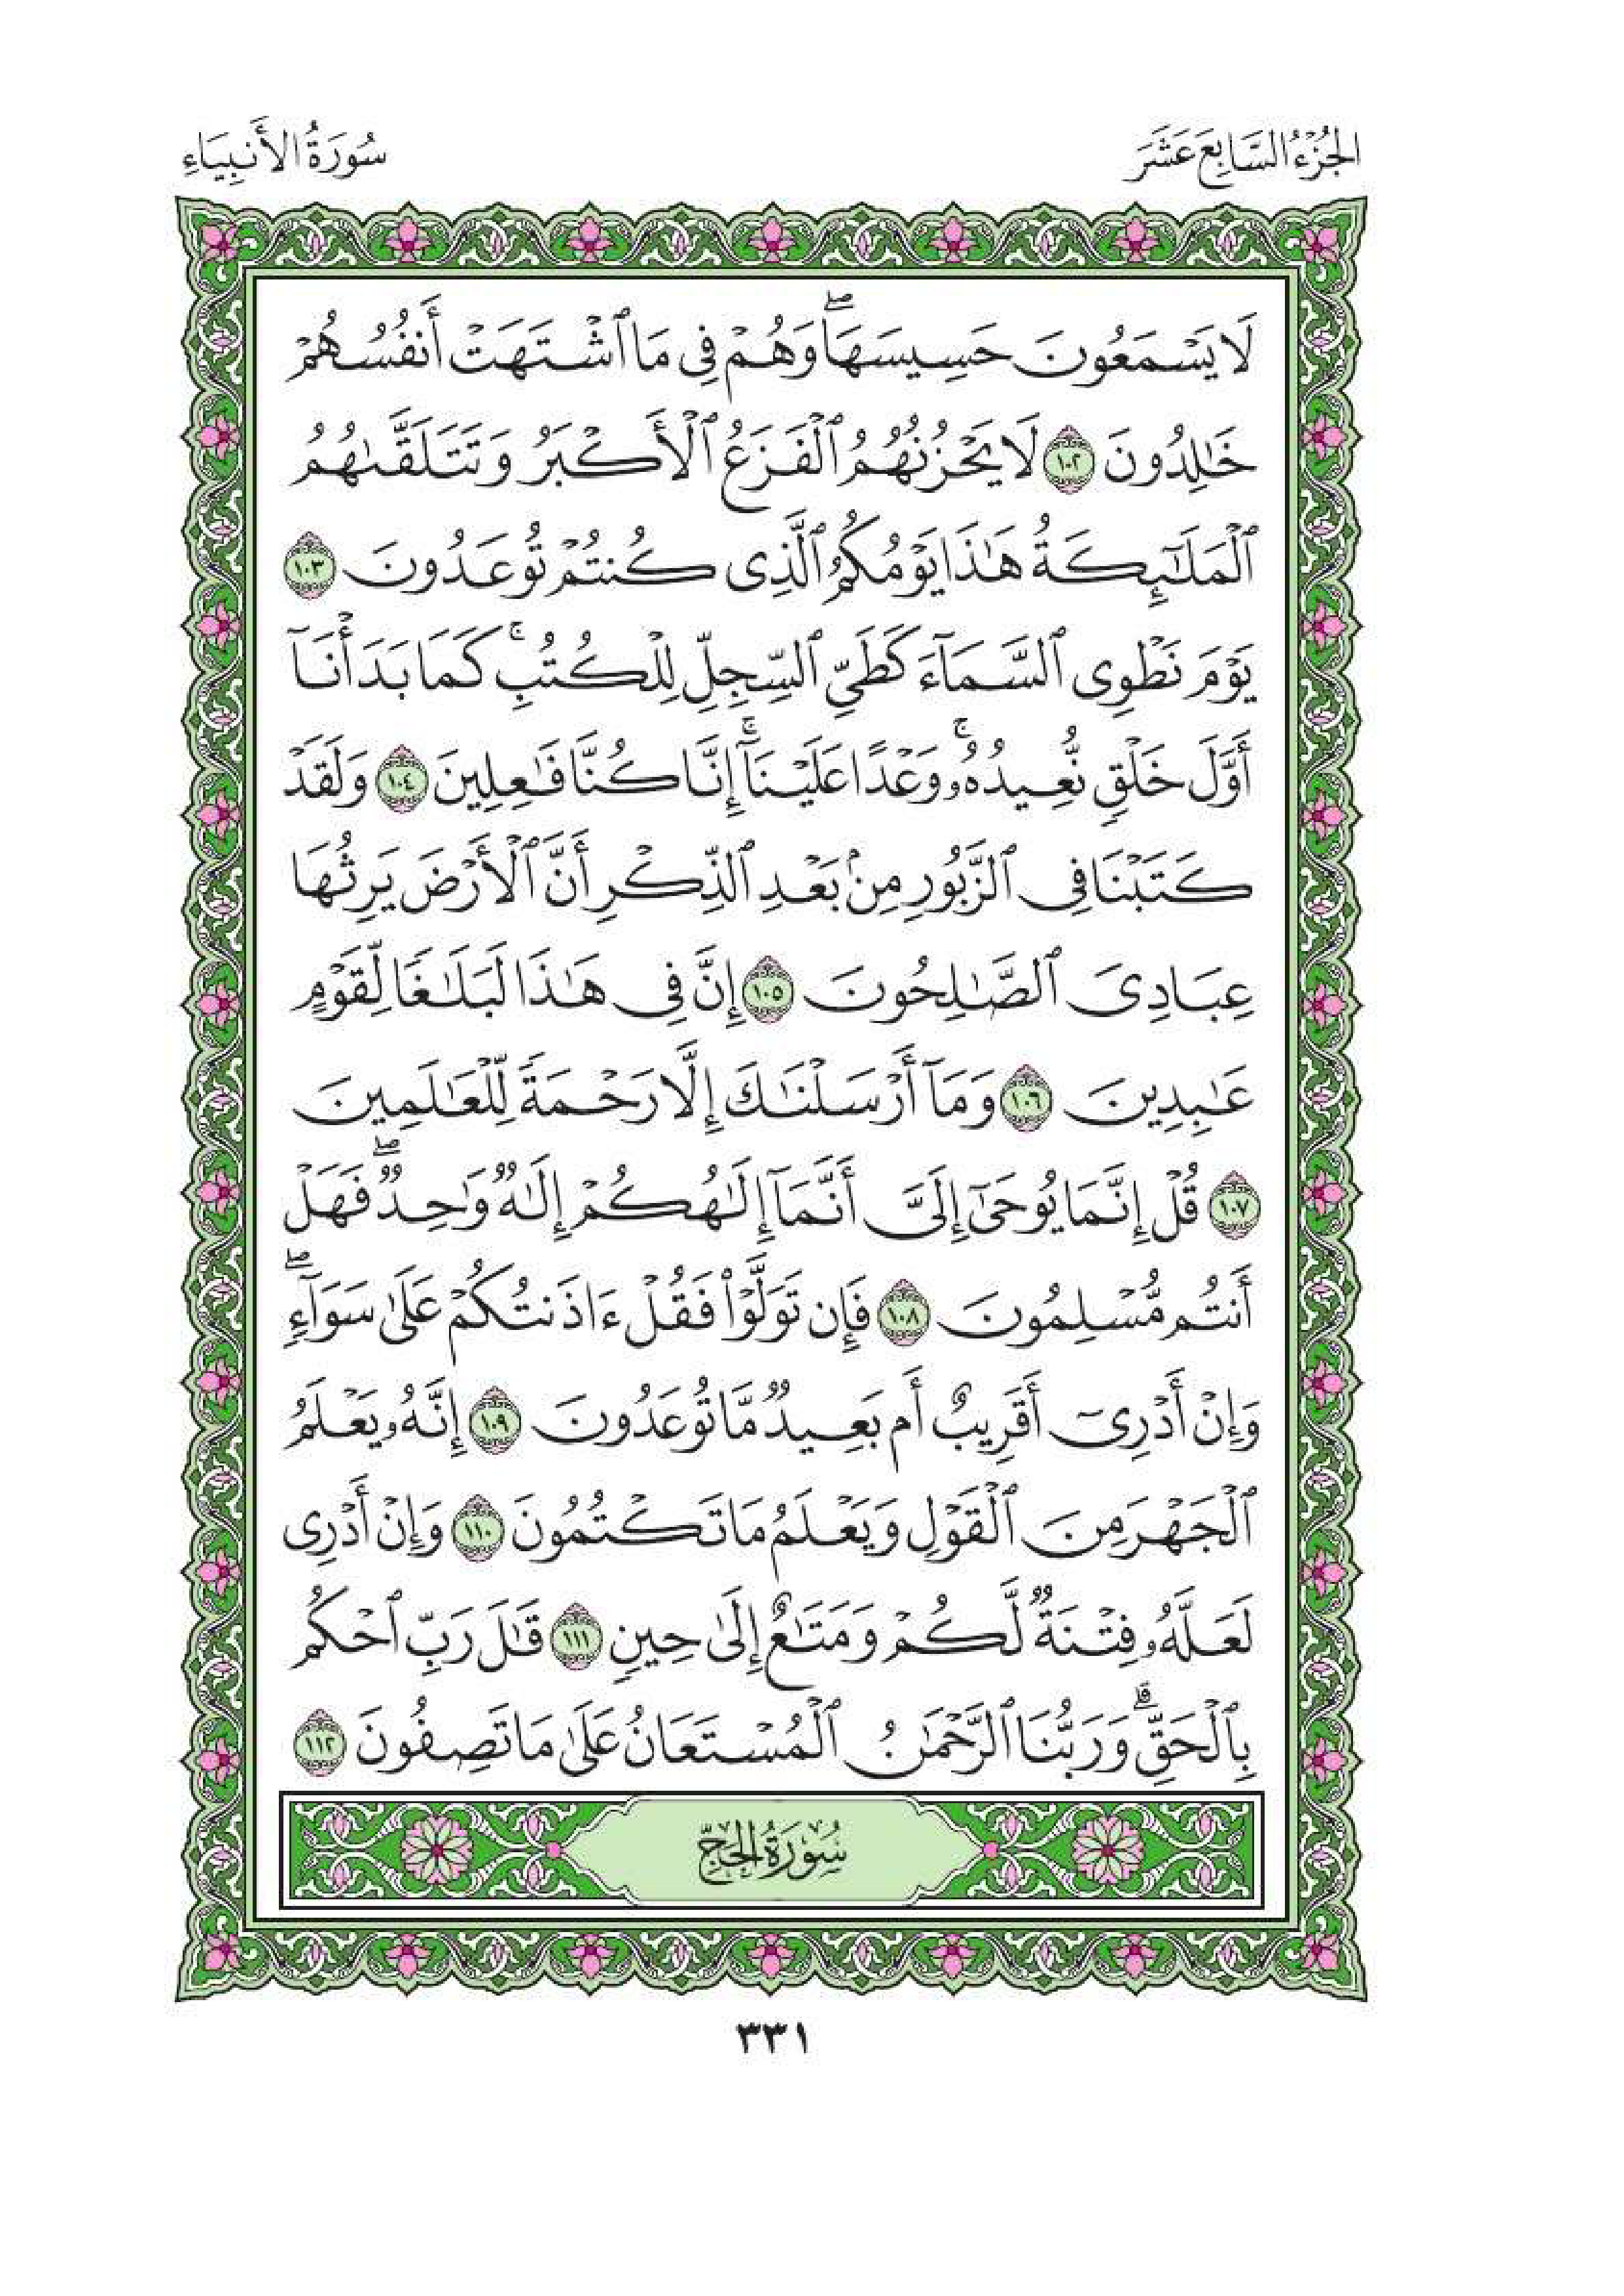 الجُزْءُ السَّابِعَ عَشَرَ
سُورَةُ الأَنبِيَاءِ
لَا يَسْمَعُونَ حَسِيسَهَاۖ وَهُمْ فِى مَا ٱشْتَهَتْ أَنفُسُهُمْ
خَٰلِدُونَ ١٠٢ لَا يَحْزُنُهُمُ ٱلْفَزَعُ ٱلْأَكْبَرُ وَتَتَلَقَّىٰهُمُ
ٱلْمَلَٰٓئِكَةُ هَٰذَا يَوْمُكُمُ ٱلَّذِى كُنتُمْ تُوعَدُونَ ١٠٣
يَوْمَ نَطْوِى ٱلسَّمَآءَ كَطَىِّ ٱلسِّجِلِّ لِلْكُتُبِۚ كَمَا بَدَأْنَآ
أَوَّلَ خَلْقٍ نُّعِيدُهُۥۚ وَعْدًا عَلَيْنَآۚ إِنَّا كُنَّا فَٰعِلِينَ ١٠٤ وَلَقَدْ
كَتَبْنَا فِى ٱلزَّبُورِ مِنۢ بَعْدِ ٱلذِّكْرِ أَنَّ ٱلْأَرْضَ يَرِثُهَا
عِبَادِىَ ٱلصَّٰلِحُونَ ١٠٥ إِنَّ فِى هَٰذَا لَبَلَٰغًا لِّقَوْمٍ
عَٰبِدِينَ ١٠٦ وَمَآ أَرْسَلْنَٰكَ إِلَّا رَحْمَةً لِّلْعَٰلَمِينَ
١٠٧ قُلْ إِنَّمَا يُوحَىٰٓ إِلَىَّ أَنَّمَآ إِلَٰهُكُمْ إِلَٰهٌ وَٰحِدٌۖ فَهَلْ
أَنتُم مُّسْلِمُونَ ١٠٨ فَإِن تَوَلَّوْا۟ فَقُلْ ءَاذَنتُكُمْ عَلَىٰ سَوَآءٍۖ
وَإِنْ أَدْرِىٓ أَقَرِيبٌ أَم بَعِيدٌ مَّا تُوعَدُونَ ١٠٩ إِنَّهُۥ يَعْلَمُ
ٱلْجَهْرَ مِنَ ٱلْقَوْلِ وَيَعْلَمُ مَا تَكْتُمُونَ ١١٠ وَإِنْ أَدْرِى
لَعَلَّهُۥ فِتْنَةٌ لَّكُمْ وَمَتَٰعٌ إِلَىٰ حِينٍ ١١١ قَٰلَ رَبِّ ٱحْكُم
بِٱلْحَقِّۗ وَرَبُّنَا ٱلرَّحْمَٰنُ ٱلْمُسْتَعَانُ عَلَىٰ مَا تَصِفُونَ ١١٢
سُورَةُ الحَجِّ
٣٣١